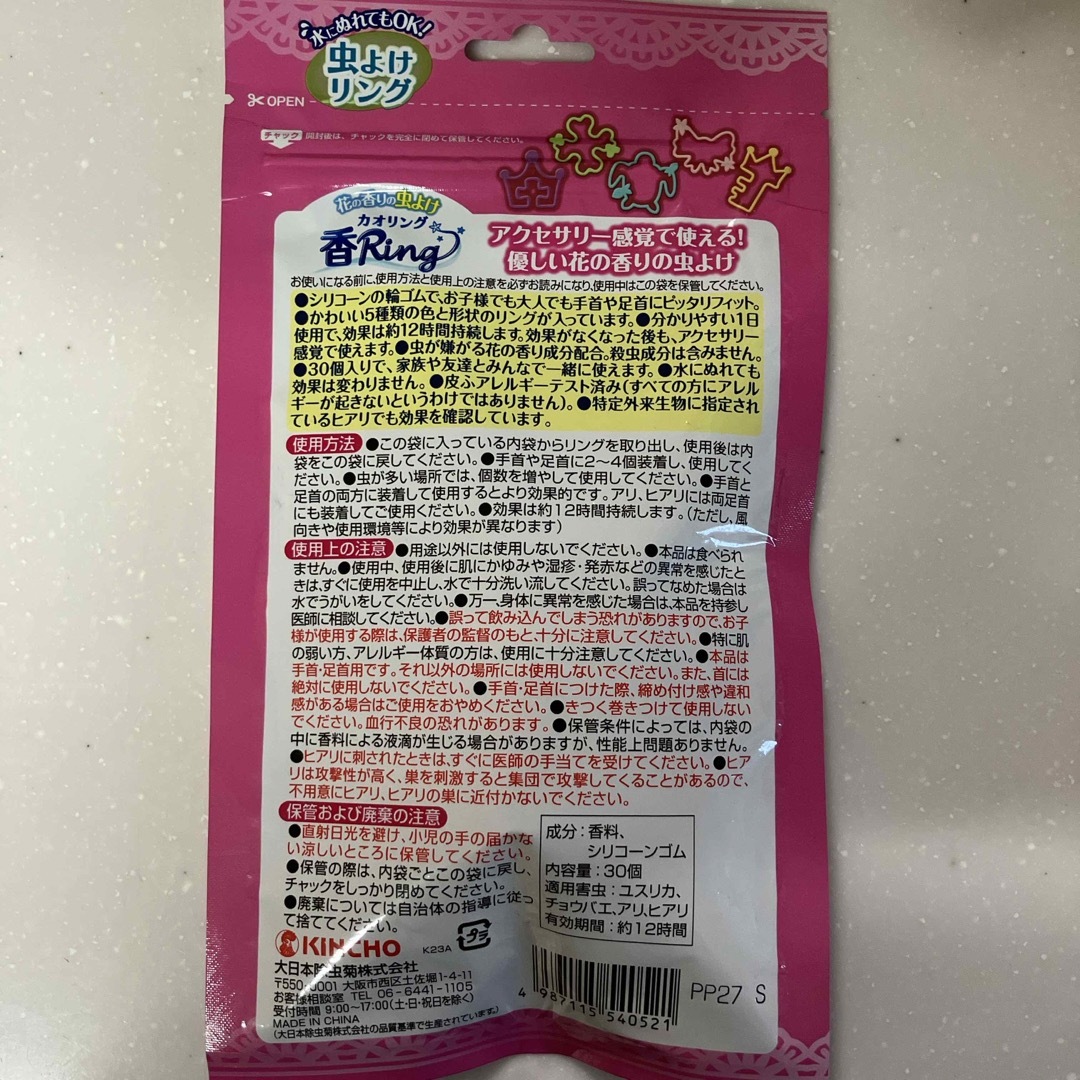 水にぬれてもOK!
虫よけ
リング
OPEN
チャック 開封後は、チャックを完全に閉めて保管してください。
花の香りの虫よけ
カオリング
香Ring
アクセサリー感覚で使える!
優しい花の香りの虫よけ
お使いになる前に、使用方法と使用上の注意を必ずお読みになり、使用中はこの袋を保管してください。
●シリコーンの輪ゴムで、お子様でも大人でも手首や足首にピッタリフィット。
●かわいい5種類の色と形状のリングが入っています。●分かりやすい1日
使用で、効果は約12時間持続します。効果がなくなった後も、アクセサリー
感覚で使えます。●虫が嫌がる花の香り成分配合。殺虫成分は含みません。
●30個入りで、家族や友達とみんなで一緒に使えます。●水にぬれても
効果は変わりません。●皮ふアレルギーテスト済み(すべての方にアレル
ギーが起きないというわけではありません)。●特定外来生物に指定され
ているヒアリでも効果を確認しています。
使用方法 ●この袋に入っている内袋からリングを取り出し、使用後は内
袋をこの袋に戻してください。●手首や足首に2〜4個装着し、使用してく
ださい。●虫が多い場所では、個数を増やして使用してください。●手首と
足首の両方に装着して使用するとより効果的です。アリ、ヒアリには両足首
にも装着してご使用ください。●効果は約12時間持続します。(ただし、風
向きや使用環境等により効果が異なります)
使用上の注意 ●用途以外には使用しないでください。●本品は食べられ
ません。●使用中、使用後に肌にかゆみや湿疹・発赤などの異常を感じたと
きは、すぐに使用を中止し、水で十分洗い流してください。誤ってなめた場合は
水でうがいをしてください。●万一、身体に異常を感じた場合は、本品を持参し
医師に相談してください。●誤って飲み込んでしまう恐れがありますので、お子
様が使用する際は、保護者の監督のもと、十分に注意してください。●特に肌
の弱い方、アレルギー体質の方は、使用に十分注意してください。●本品は
手首・足首用です。それ以外の場所には使用しないでください。また、首には
絶対に使用しないでください。●手首・足首につけた際、締め付け感や違和
感がある場合はご使用をおやめください。●きつく巻きつけて使用しない
でください。血行不良の恐れがあります。●保管条件によっては、内袋の
中に香料による液滴が生じる場合がありますが、性能上問題ありません。
●ヒアリに刺されたときは、すぐに医師の手当てを受けてください。●ヒア
リは攻撃性が高く、巣を刺激すると集団で攻撃してくることがあるので、
不用意にヒアリ、ヒアリの巣に近付かないでください。
保管および廃棄の注意
●直射日光を避け、小児の手の届かな
い涼しいところに保管してください。
●保管の際は、内袋ごとこの袋に戻し、
チャックをしっかり閉めてください。
●廃棄については自治体の指導に従っ
て捨ててください。
成分:香料、
シリコーンゴム
内容量:30個
適用害虫:ユスリカ、
チョウバエ、アリ、ヒアリ
有効期間:約12時間
KINCHO
K23A
プラ
大日本除虫菊株式会社
〒550-0001 大阪市西区土佐堀1-4-11
お客様相談室 TEL 06-6441-1105
受付時間 9:00〜17:00(土・日・祝日を除く)
MADE IN CHINA
(大日本除虫菊株式会社の品質基準で生産されています。)
4 987115 540521
PP27 S